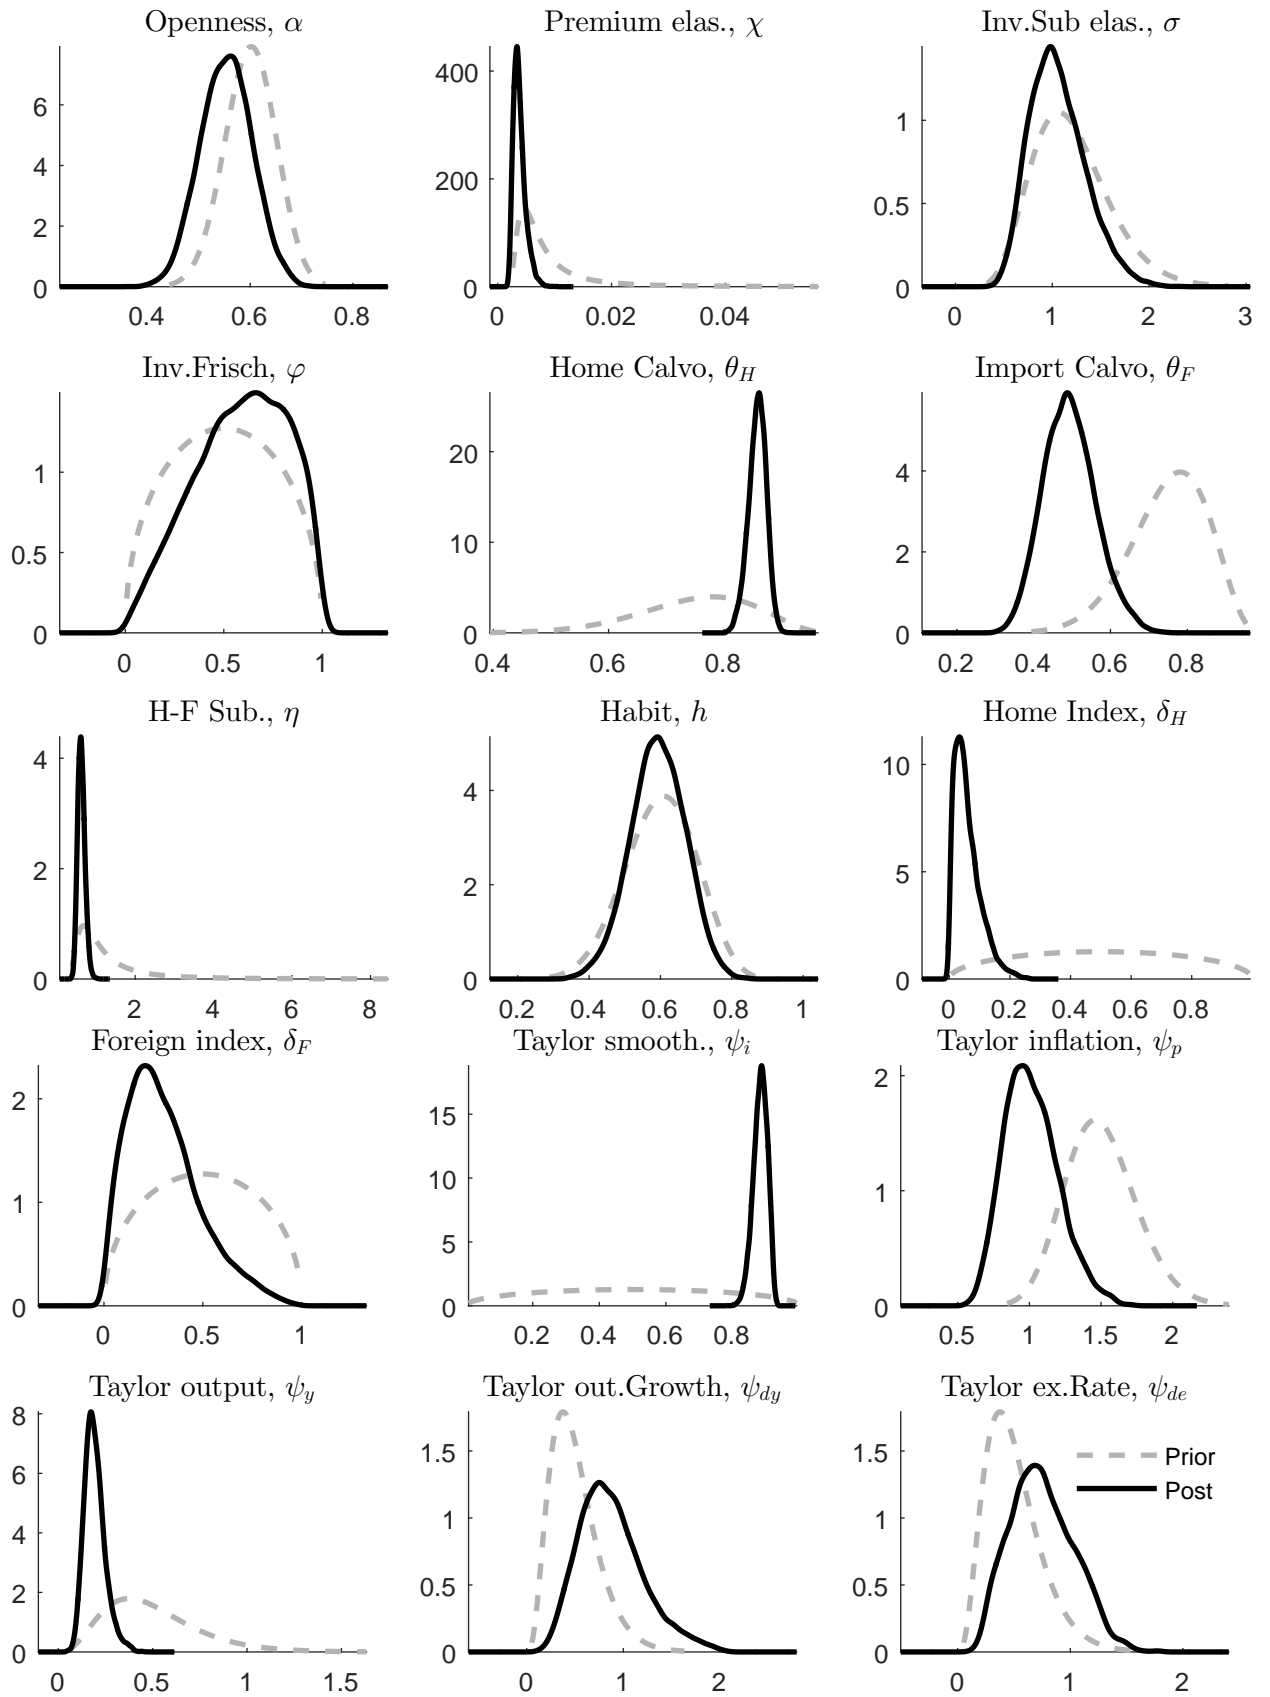 Openness, α
Premium elas., χ
Inv.Sub elas., σ
6
4
2
0
0.4 0.6 0.8
400
200
0
0 0.02 0.04
1
0.5
0
0 1 2 3
Inv.Frisch, φ
Home Calvo, θ_H
Import Calvo, θ_F
1
0.5
0
0 0.5 1
20
10
0
0.4 0.6 0.8
4
2
0
0.2 0.4 0.6 0.8
H-F Sub., η
Habit, h
Home Index, δ_H
4
2
0
2 4 6 8
4
2
0
0.2 0.4 0.6 0.8 1
10
5
0
0 0.2 0.4 0.6 0.8
Foreign index, δ_F
Taylor smooth., ψ_i
Taylor inflation, ψ_p
2
1
0
0 0.5 1
15
10
5
0
0.2 0.4 0.6 0.8
2
1
0
0.5 1 1.5 2
Taylor output, ψ_y
Taylor out.Growth, ψ_dy
Taylor ex.Rate, ψ_de
8
6
4
2
0
0 0.5 1 1.5
1.5
1
0.5
0
0 1 2
1.5
1
0.5
0
0 1 2
Prior
Post